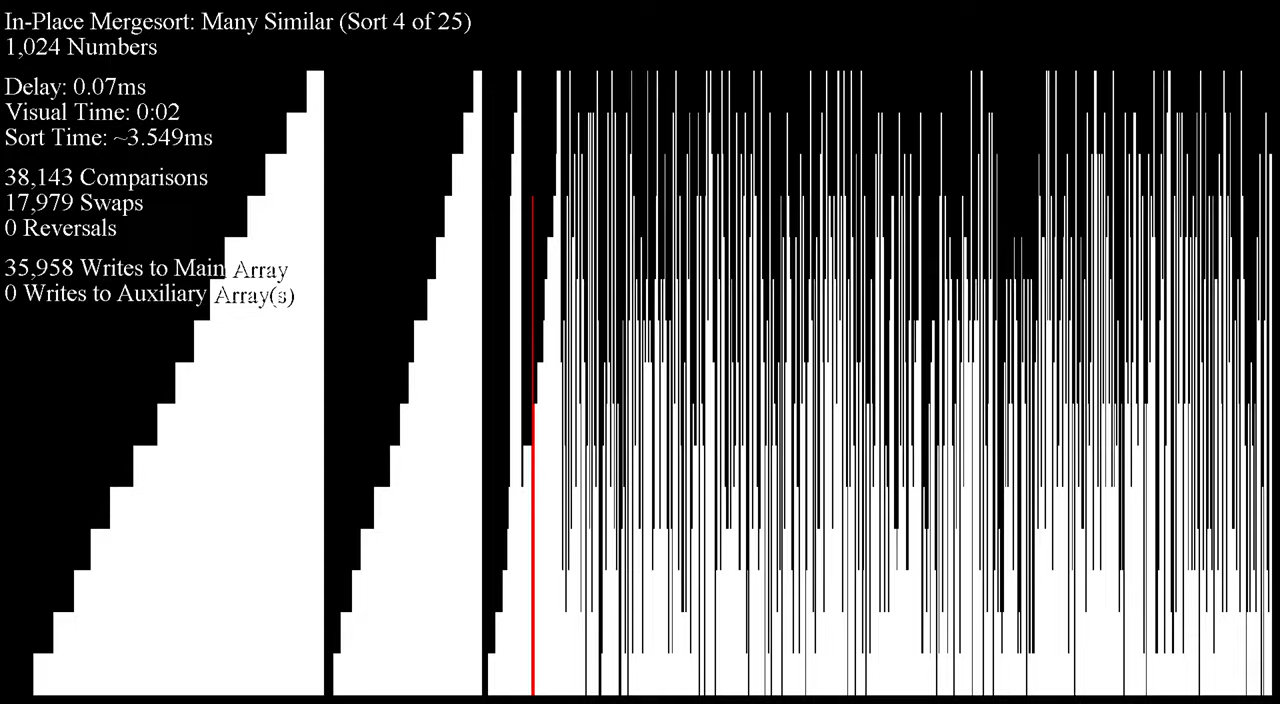 In-Place Mergesort: Many Similar (Sort 4 of 25)
1,024 Numbers
Delay: 0.07ms
Visual Time: 0:02
Sort Time: ~3.549ms
38,143 Comparisons
17,979 Swaps
0 Reversals
35,958 Writes to Main Array
0 Writes to Auxiliary Array(s)